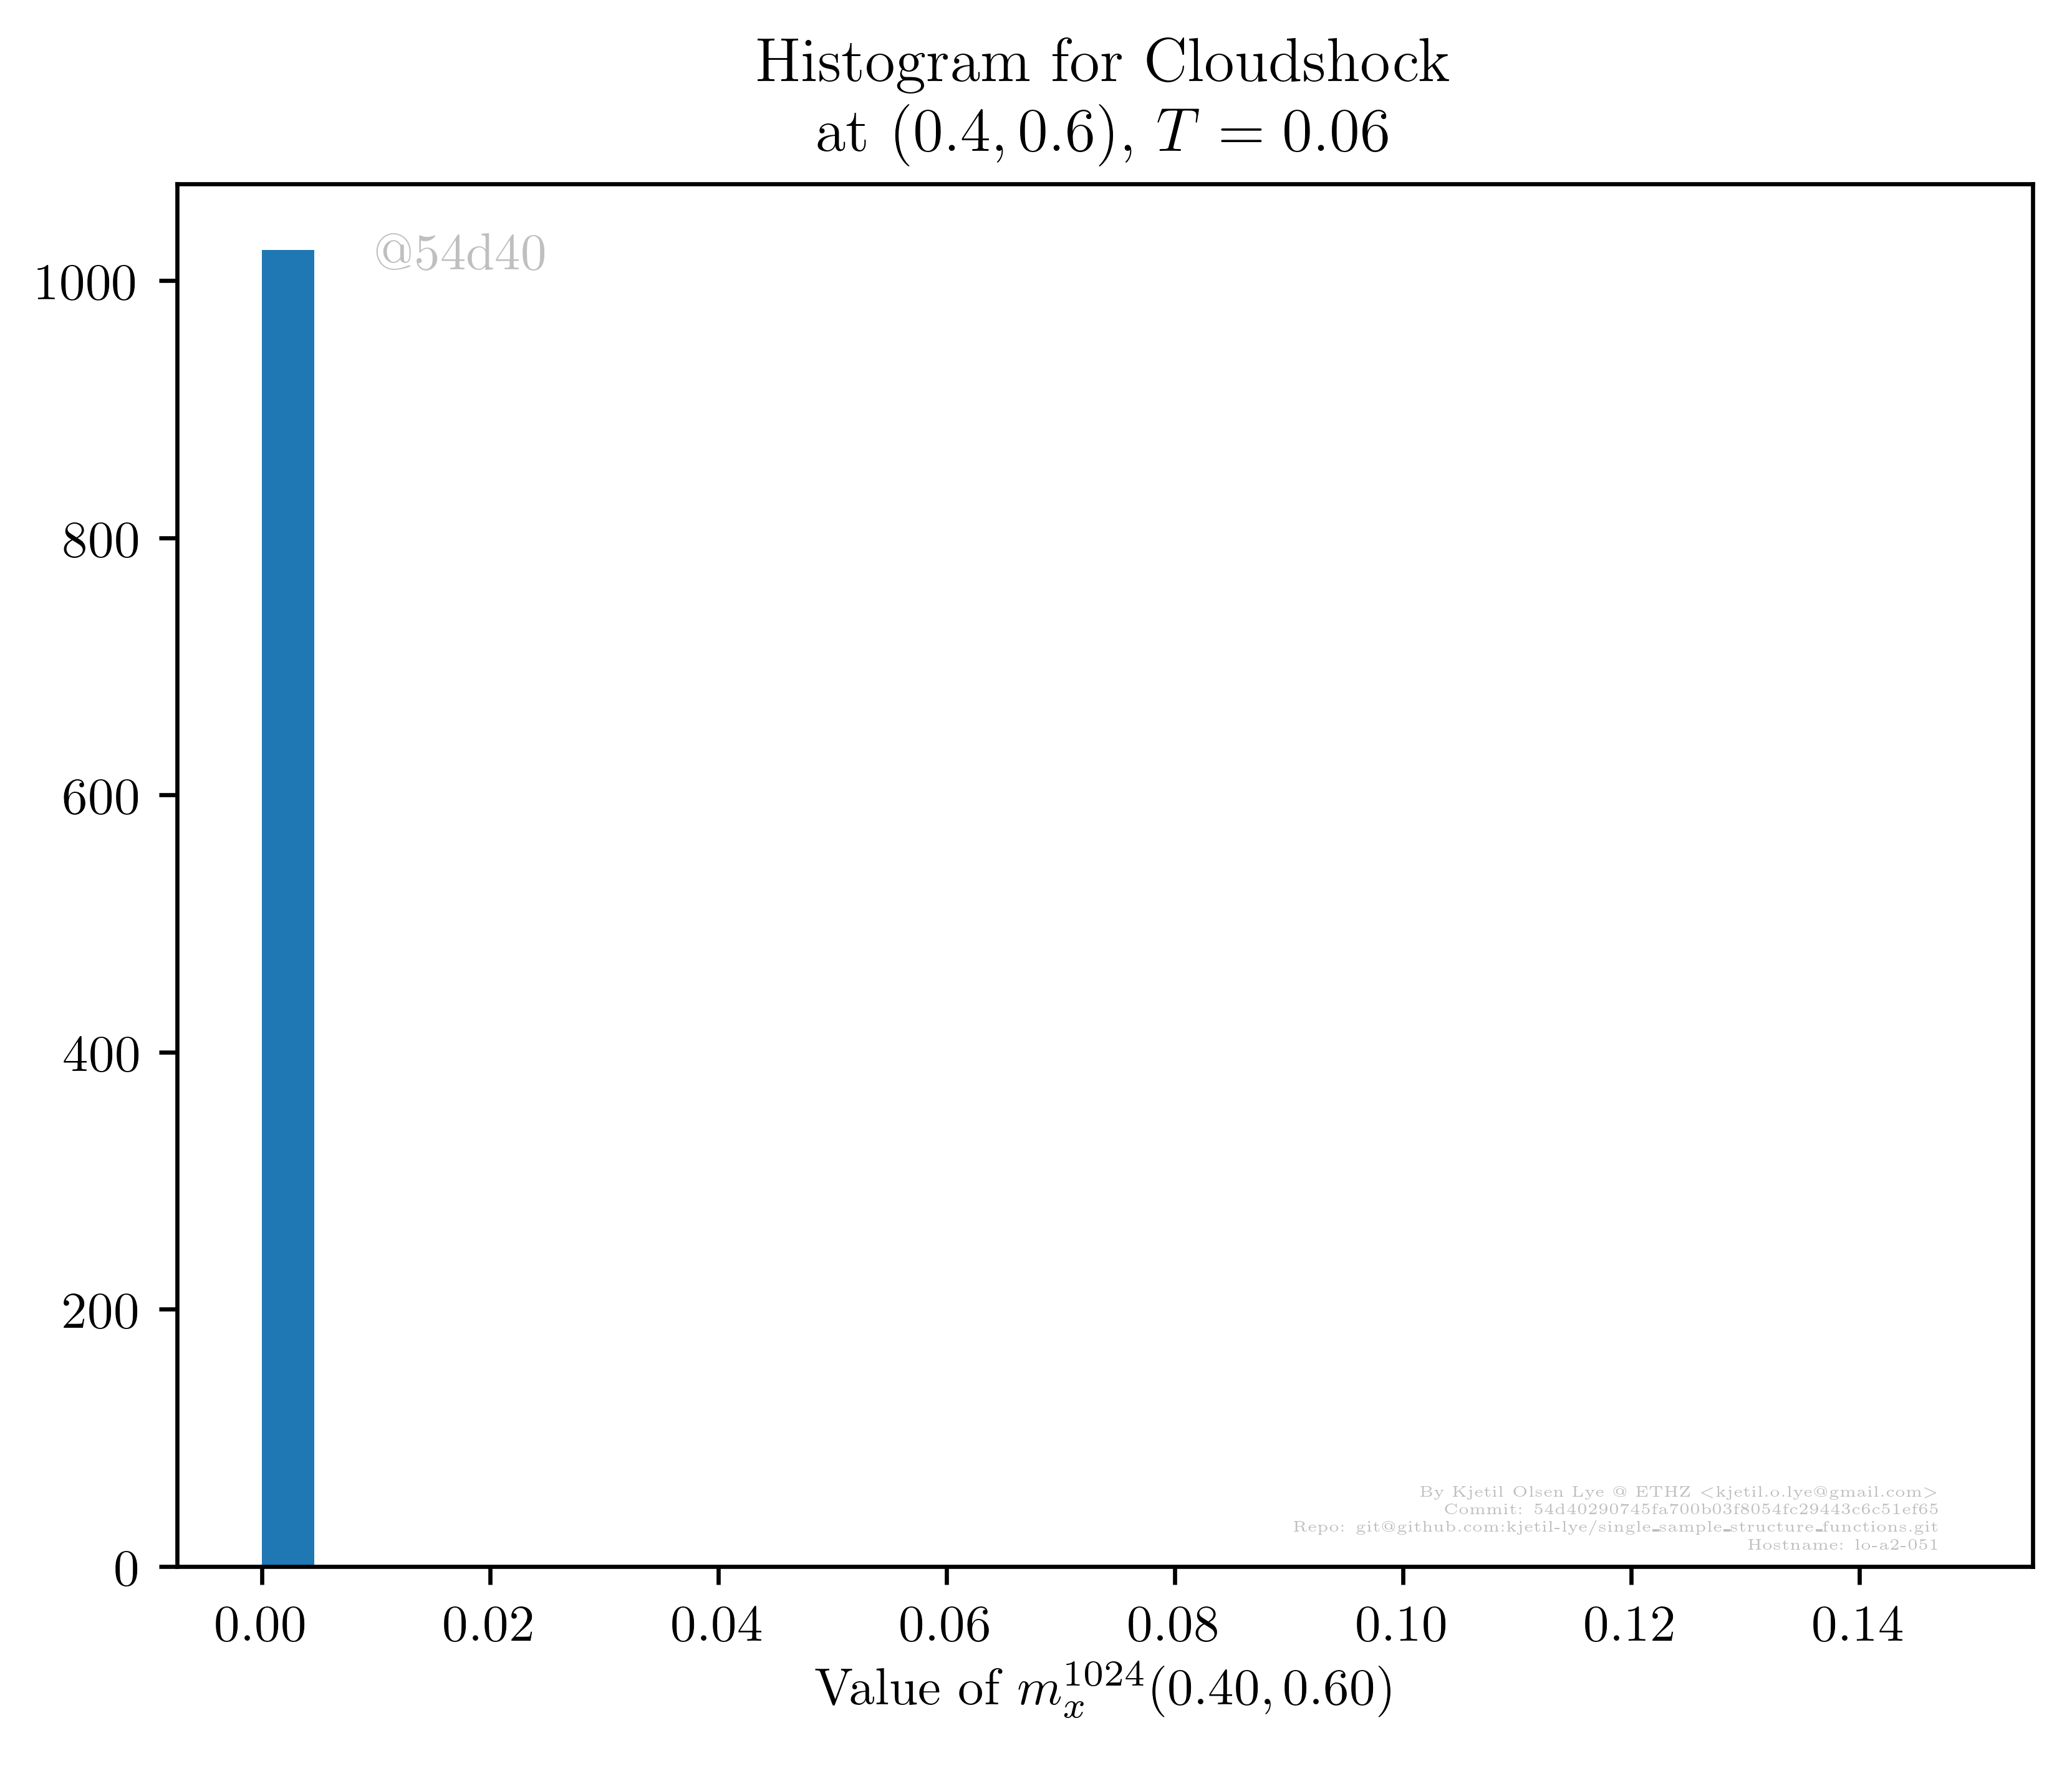 Histogram for Cloudshock
at (0.4, 0.6), T = 0.06
@54d40
1000
800
600
400
200
0
0.00 0.02 0.04 0.06 0.08 0.10 0.12 0.14
Value of m_x^{1024}(0.40, 0.60)
By Kjetil Olsen Lye @ ETHZ <kjetil.o.lye@gmail.com>
Commit: 54d40290745fa700b03f8054fc29443c6c51ef65
Repo: git@github.com:kjetil-lye/single_sample_structure_functions.git
Hostname: lo-a2-051